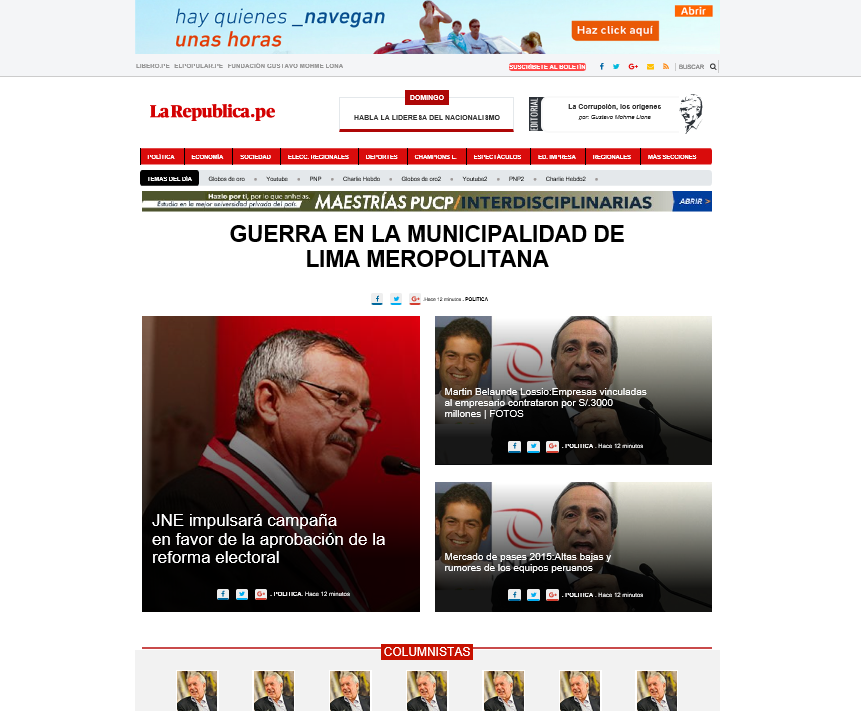 hay quienes _navegan
unas horas
Abrir
Haz click aquí
LIBERO.PE ELPOPULAR.PE FUNDACIÓN GUSTAVO MOHME LONA
SUSCRÍBETE AL BOLETÍN
BUSCAR
LaRepublica.pe
DOMINGO
HABLA LA LIDERESA DEL NACIONALISMO
EDITORIAL
La Corrupción, los orígenes
por: Gustavo Mohme Llona
POLÍTICA ECONOMÍA SOCIEDAD ELECC. REGIONALES DEPORTES CHAMPIONS L. ESPECTÁCULOS ED. IMPRESA REGIONALES MÁS SECCIONES
TEMAS DEL DÍA Globos de oro Youtube PNP Charlie Hebdo Globos de oro2 Youtube2 PNP2 Charlie Hebdo2
Hazlo por ti, por lo que anhelas.
Estudia en la mejor universidad privada del país.
MAESTRÍAS PUCP/INTERDISCIPLINARIAS
ABRIR >
GUERRA EN LA MUNICIPALIDAD DE
LIMA MEROPOLITANA
.Hace 12 minutos . POLITICA
Martin Belaunde Lossio:Empresas vinculadas
al empresario contrataron por S/.3000
millones | FOTOS
. POLITICA . Hace 12 minutos
JNE impulsará campaña
en favor de la aprobación de la
reforma electoral
. POLITICA. Hace 12 minutos
Mercado de pases 2015:Altas bajas y
rumores de los equipos peruanos
. POLITICA . Hace 12 minutos
COLUMNISTAS